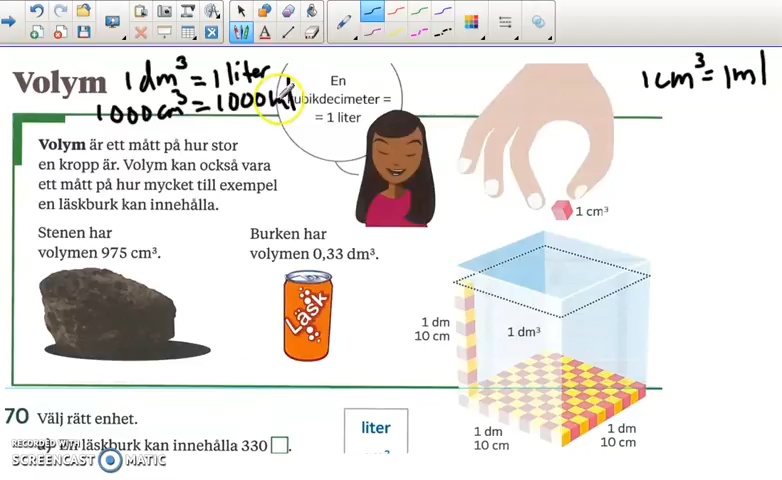 Volym 1 dm³ = 1 liter
1000 cm³ = 1000 ml
1 cm³ = 1 ml
En
kubikdecimeter =
= 1 liter
Volym är ett mått på hur stor
en kropp är. Volym kan också vara
ett mått på hur mycket till exempel
en läskburk kan innehålla.
1 cm³
Stenen har
volymen 975 cm³.
Burken har
volymen 0,33 dm³.
Läsk
1 dm
10 cm
1 dm³
1 dm
10 cm
1 dm
10 cm
70 Välj rätt enhet.
a) En läskburk kan innehålla 330 □.
liter
RECORDED WITH
SCREENCAST MATIC